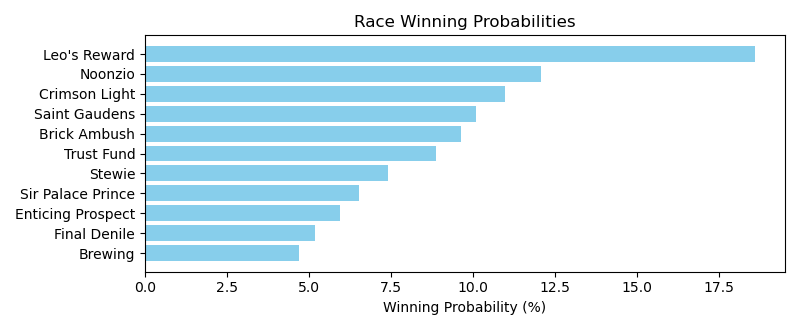 Race Winning Probabilities
Leo's Reward
Noonzio
Crimson Light
Saint Gaudens
Brick Ambush
Trust Fund
Stewie
Sir Palace Prince
Enticing Prospect
Final Denile
Brewing
0.0 2.5 5.0 7.5 10.0 12.5 15.0 17.5
Winning Probability (%)